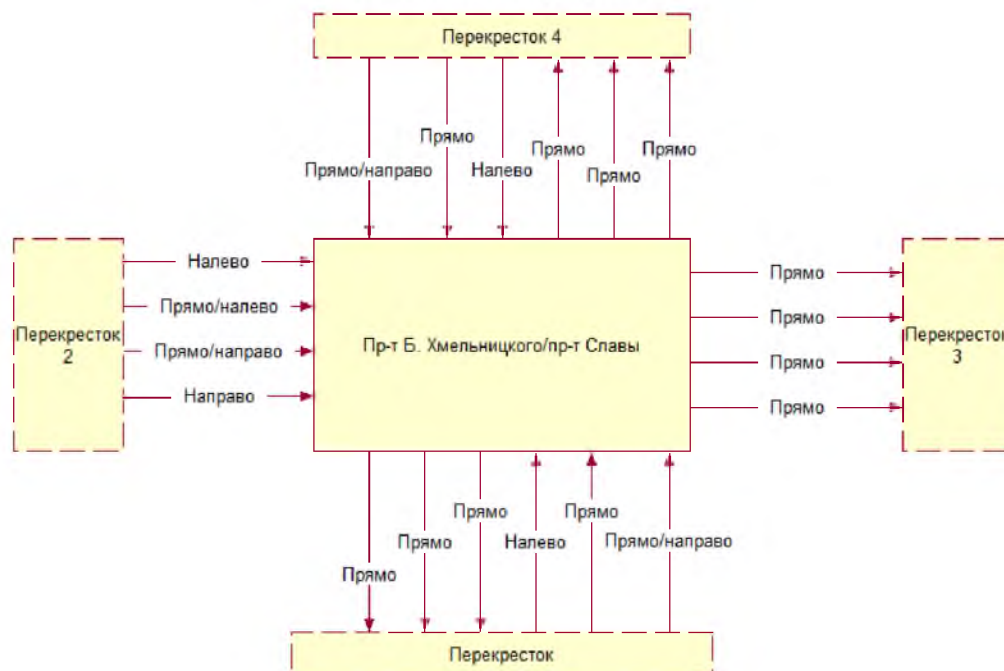 Перекресток 4
Прямо/направо
Прямо
Налево
Прямо
Прямо
Прямо
Перекресток
2
Налево
Прямо/налево
Прямо/направо
Направо
Пр-т Б. Хмельницкого/пр-т Славы
Прямо
Прямо
Прямо
Прямо
Перекресток
3
Прямо
Прямо
Прямо
Налево
Прямо
Прямо/направо
Перекресток